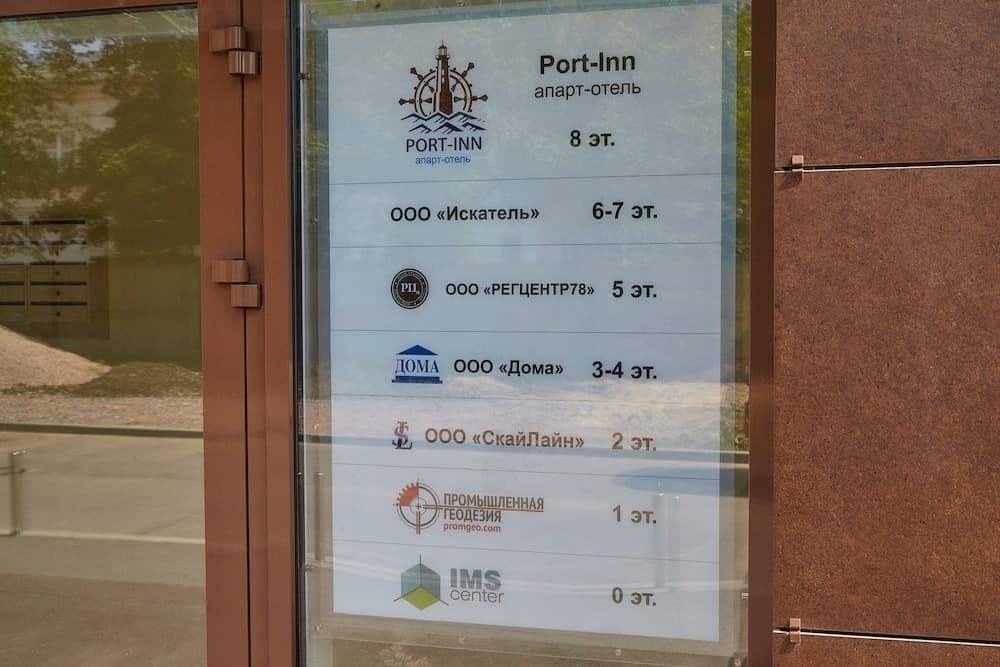 PORT-INN
апарт-отель
Port-Inn
апарт-отель
8 эт.
ООО «Искатель» 6-7 эт.
РЦ ООО «РЕГЦЕНТР78» 5 эт.
ДОМА ООО «Дома» 3-4 эт.
SL ООО «СкайЛайн» 2 эт.
ПРОМЫШЛЕННАЯ
ГЕОДЕЗИЯ
promgeo.com
1 эт.
IMS
center
0 эт.